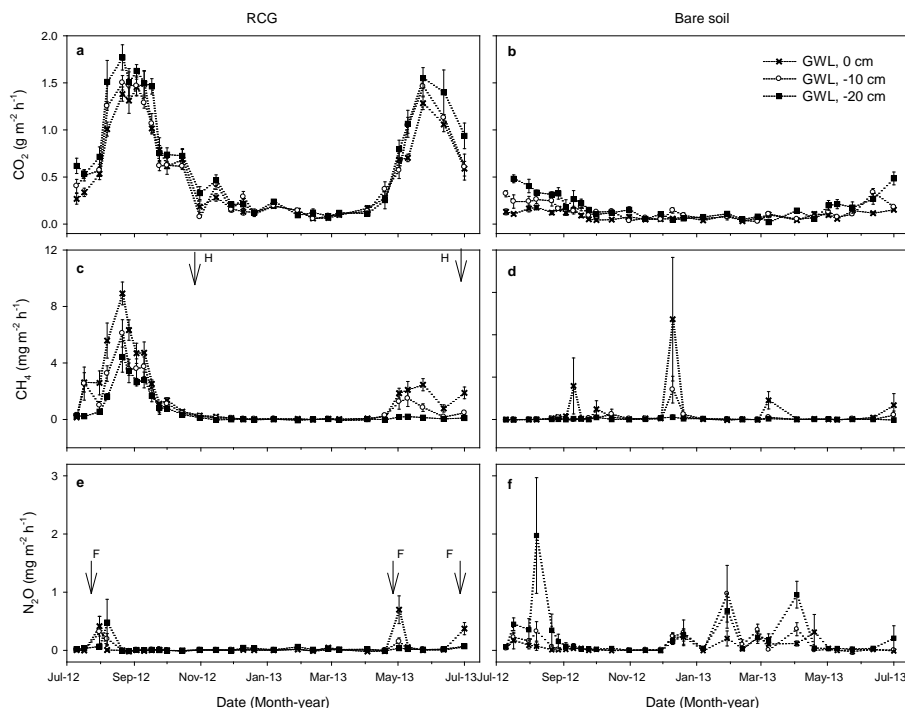 RCG
Bare soil
a
b
GWL, 0 cm
GWL, -10 cm
GWL, -20 cm
2.0
1.5
1.0
0.5
0.0
CO₂ (g m⁻² h⁻¹)
c
H
H
d
12
8
4
0
CH₄ (mg m⁻² h⁻¹)
e
F
F
F
f
3
2
1
0
N₂O (mg m⁻² h⁻¹)
Jul-12 Sep-12 Nov-12 Jan-13 Mar-13 May-13 Jul-13
Jul-12 Sep-12 Nov-12 Jan-13 Mar-13 May-13 Jul-13
Date (Month-year)
Date (Month-year)